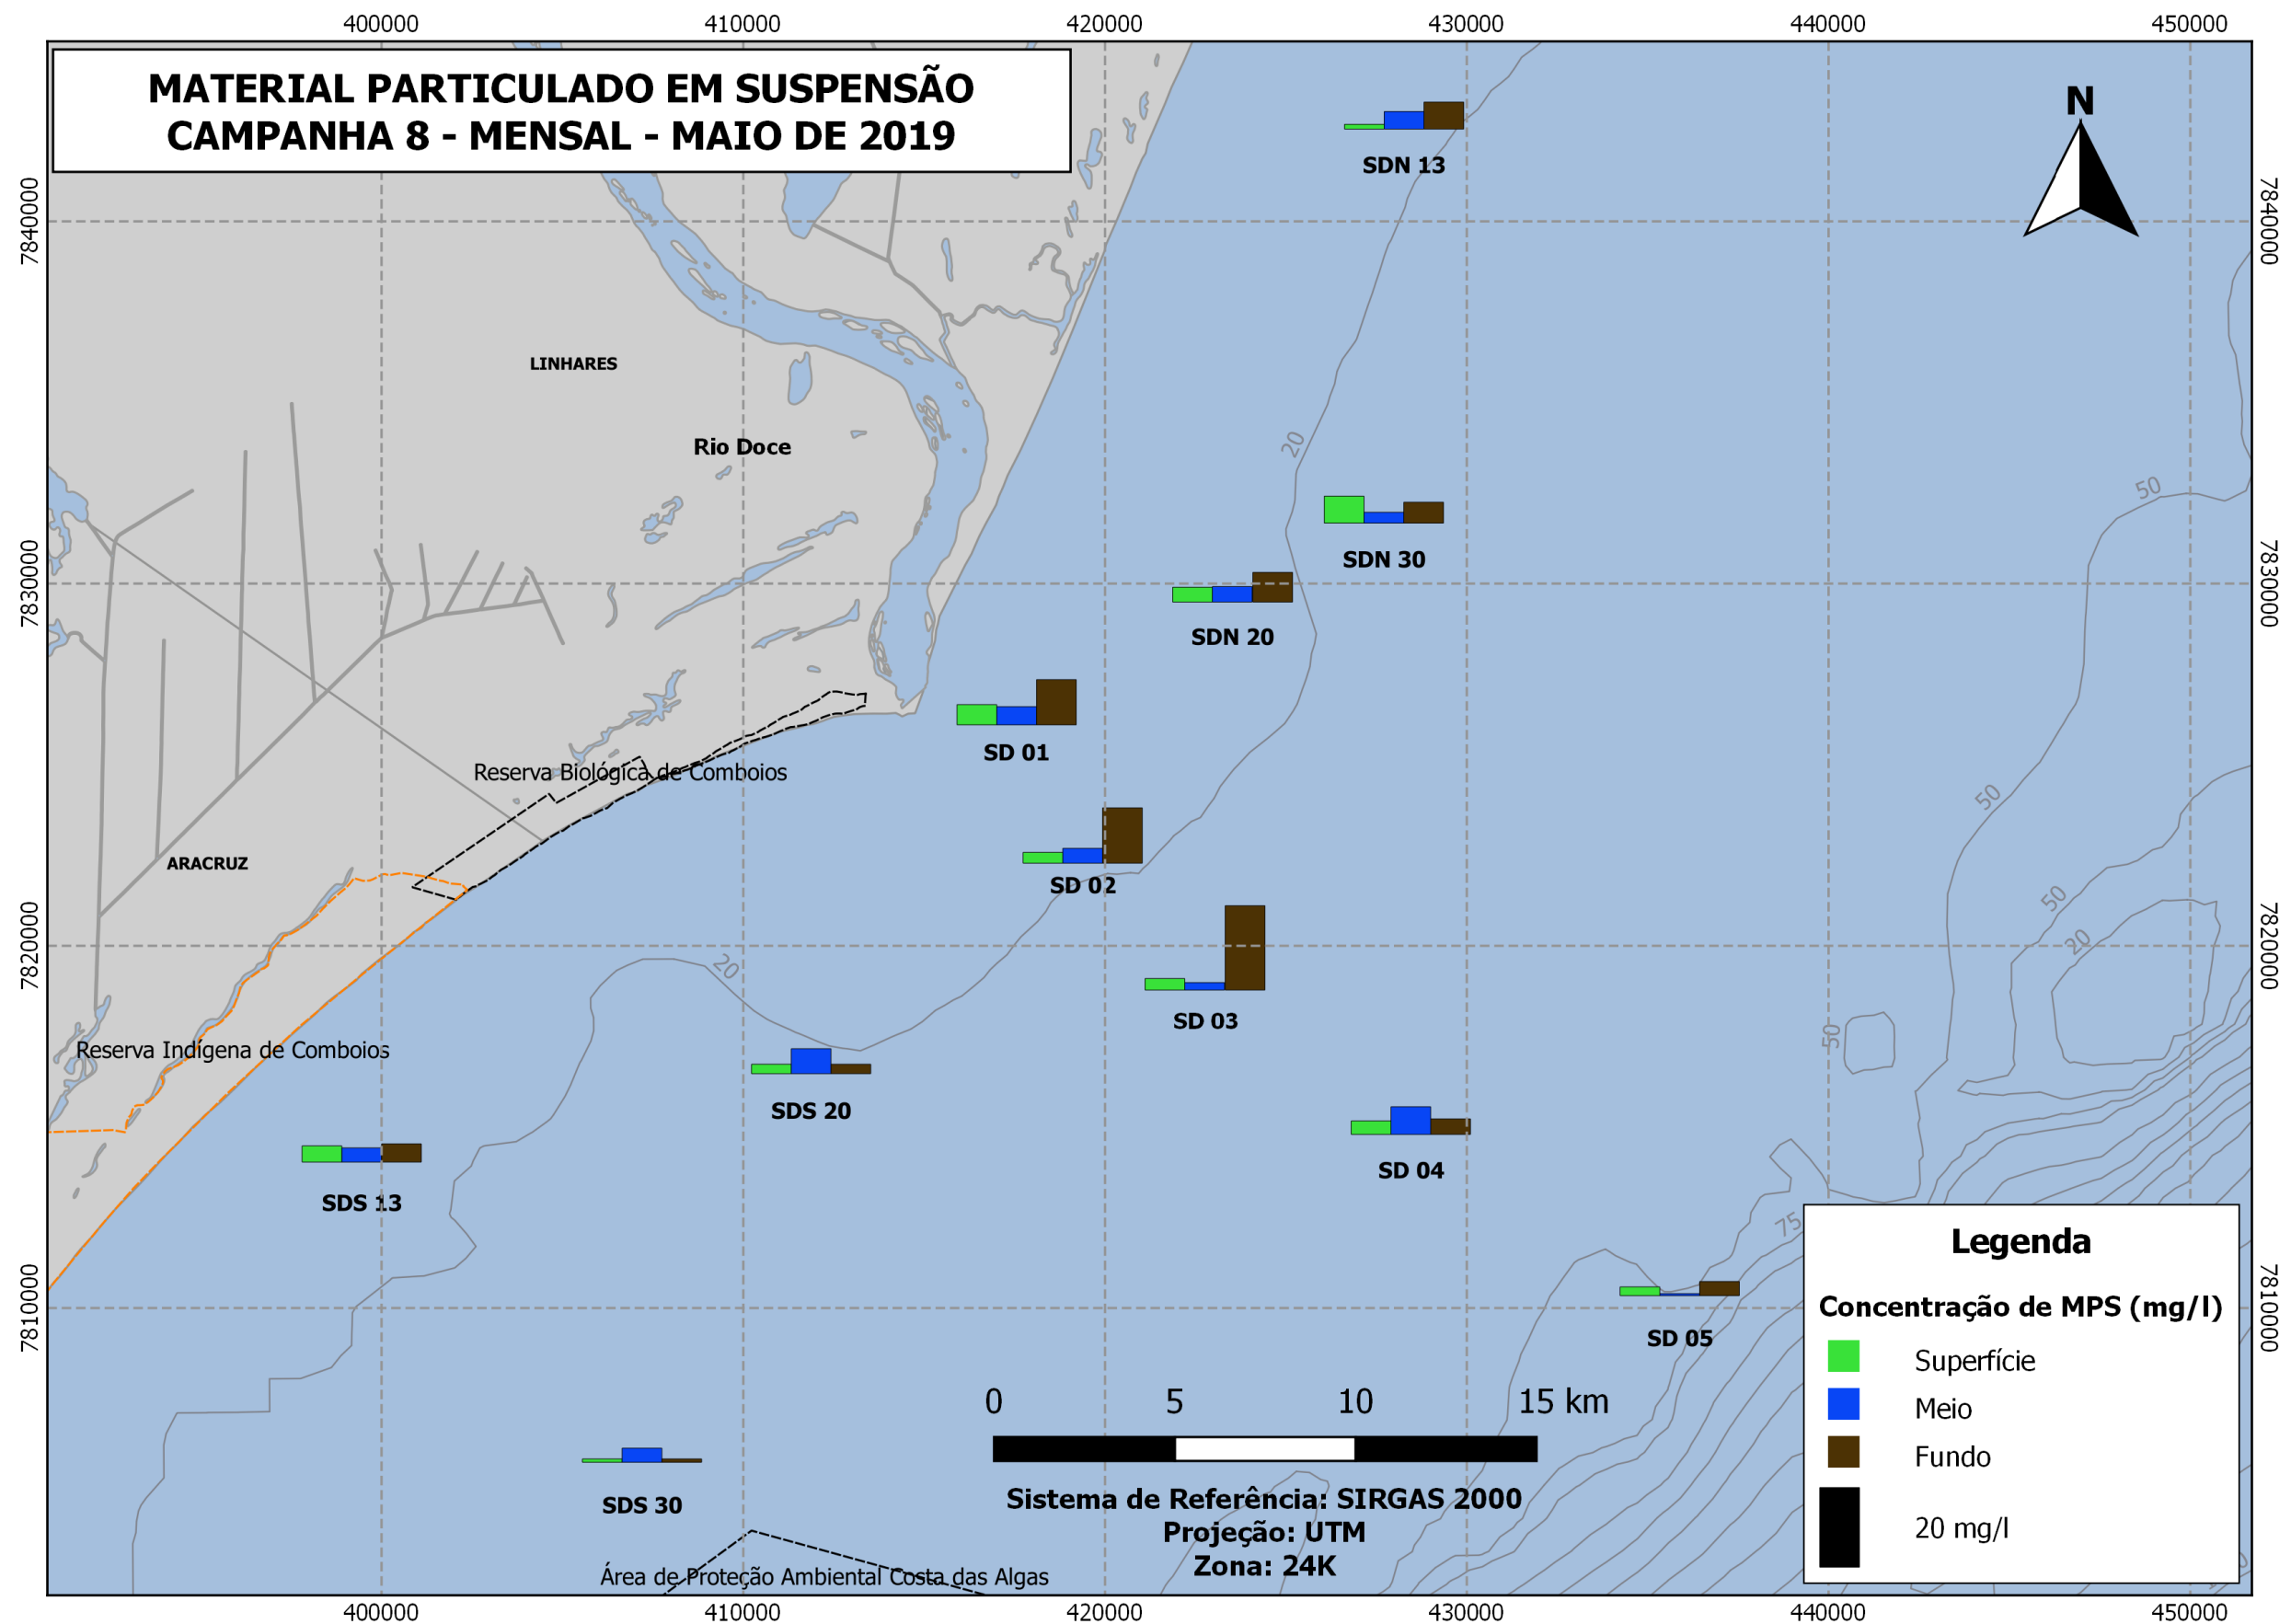 400000 410000 420000 430000 440000 450000
MATERIAL PARTICULADO EM SUSPENSÃO
CAMPANHA 8 - MENSAL - MAIO DE 2019
N
SDN 13
7840000 7840000
LINHARES
Rio Doce
20
50
SDN 30
7830000 7830000
SDN 20
SD 01
Reserva Biológica de Comboios
50
ARACRUZ
SD 02
50
20
7820000 7820000
20
SD 03
50
Reserva Indígena de Comboios
SDS 20
SD 04
SDS 13
75
7810000 7810000
SD 05
Legenda
Concentração de MPS (mg/l)
Superfície
Meio
Fundo
20 mg/l
0 5 10 15 km
SDS 30
Sistema de Referência: SIRGAS 2000
Projeção: UTM
Zona: 24K
Área de Proteção Ambiental Costa das Algas
400000 410000 420000 430000 440000 450000